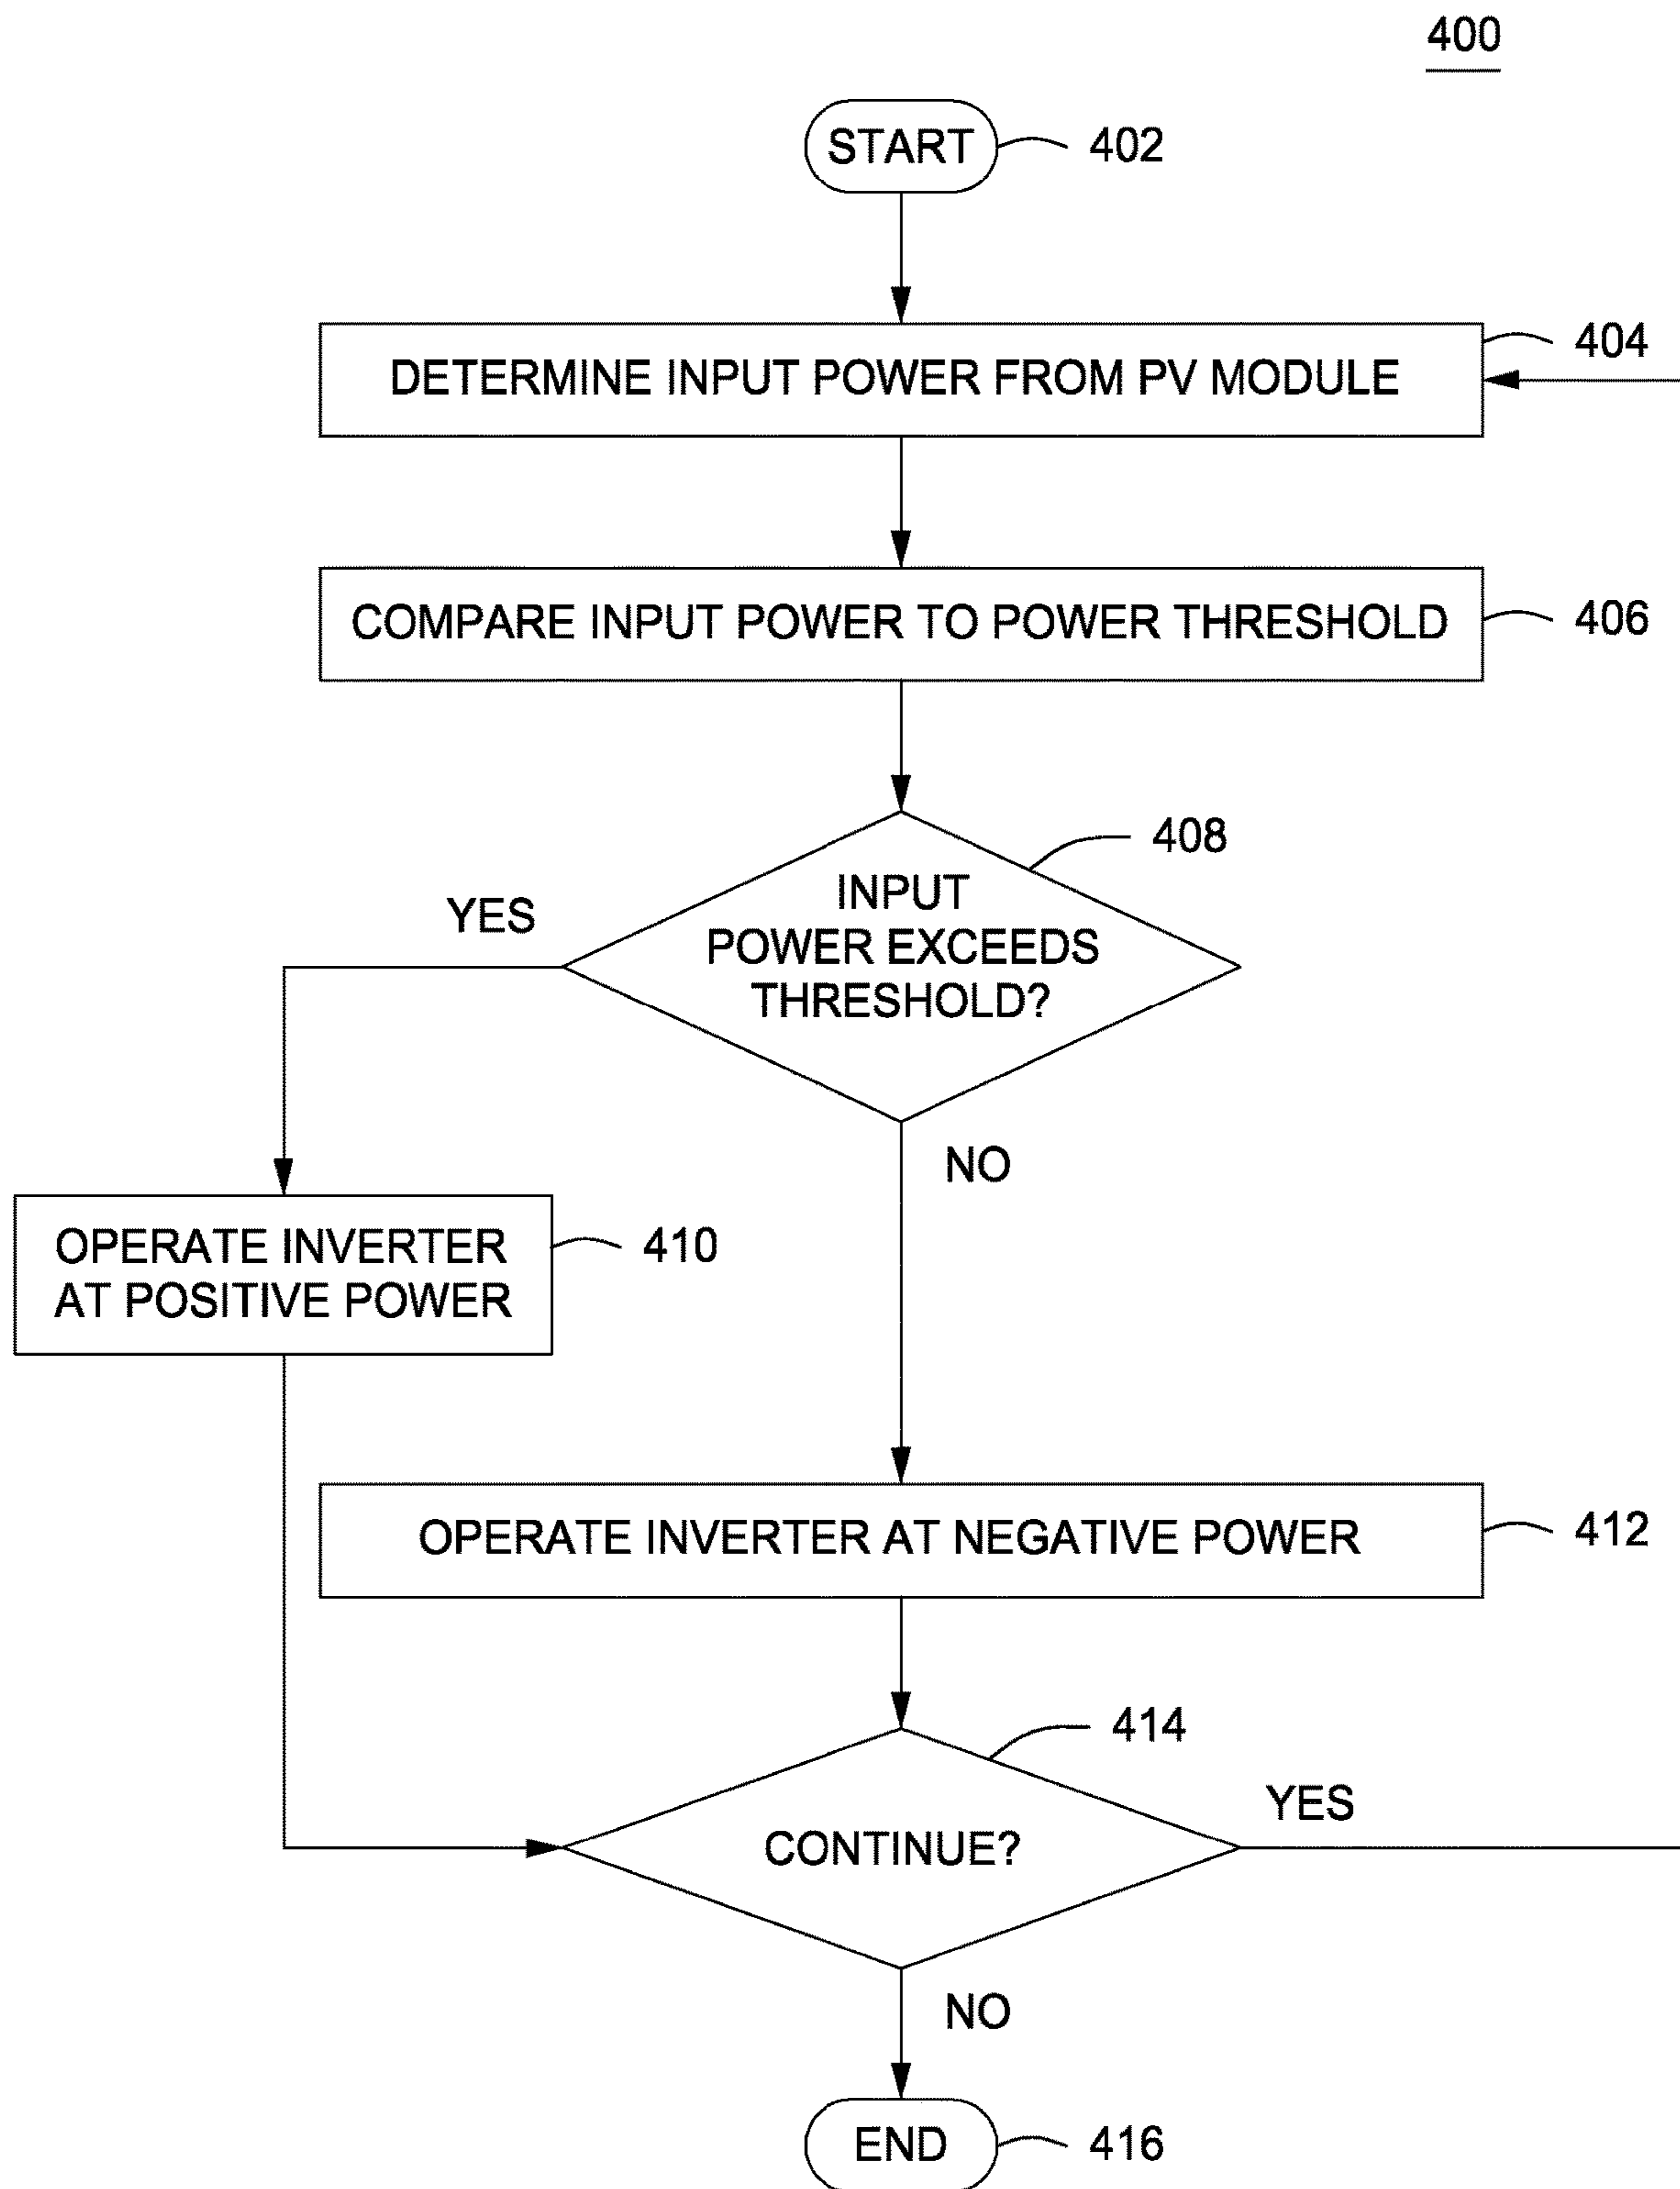 400
START
402
DETERMINE INPUT POWER FROM PV MODULE
404
COMPARE INPUT POWER TO POWER THRESHOLD
406
408
INPUT
POWER EXCEEDS
THRESHOLD?
YES
NO
OPERATE INVERTER
AT POSITIVE POWER
410
OPERATE INVERTER AT NEGATIVE POWER
412
414
CONTINUE?
YES
NO
END
416